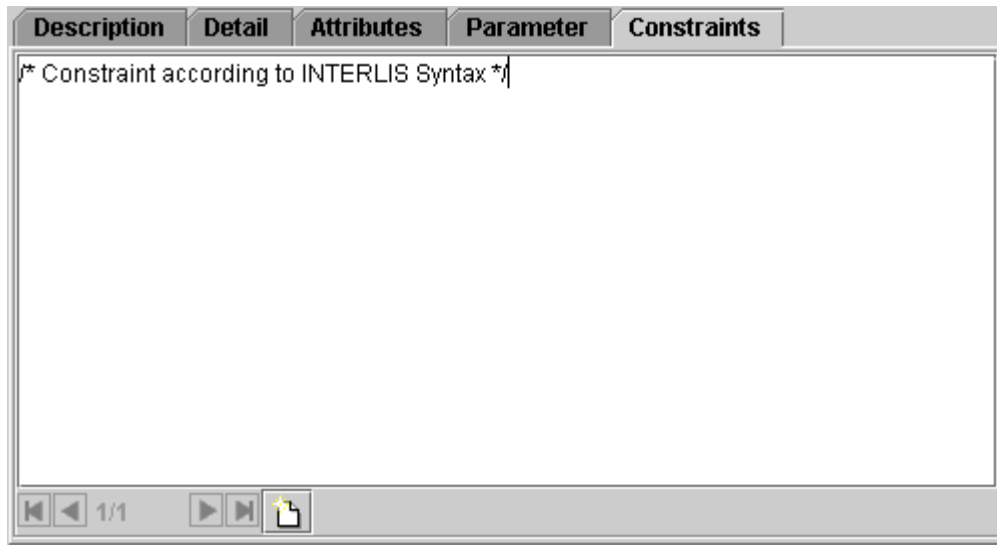 Description Detail Attributes Parameter Constraints
/* Constraint according to INTERLIS Syntax */
1/1